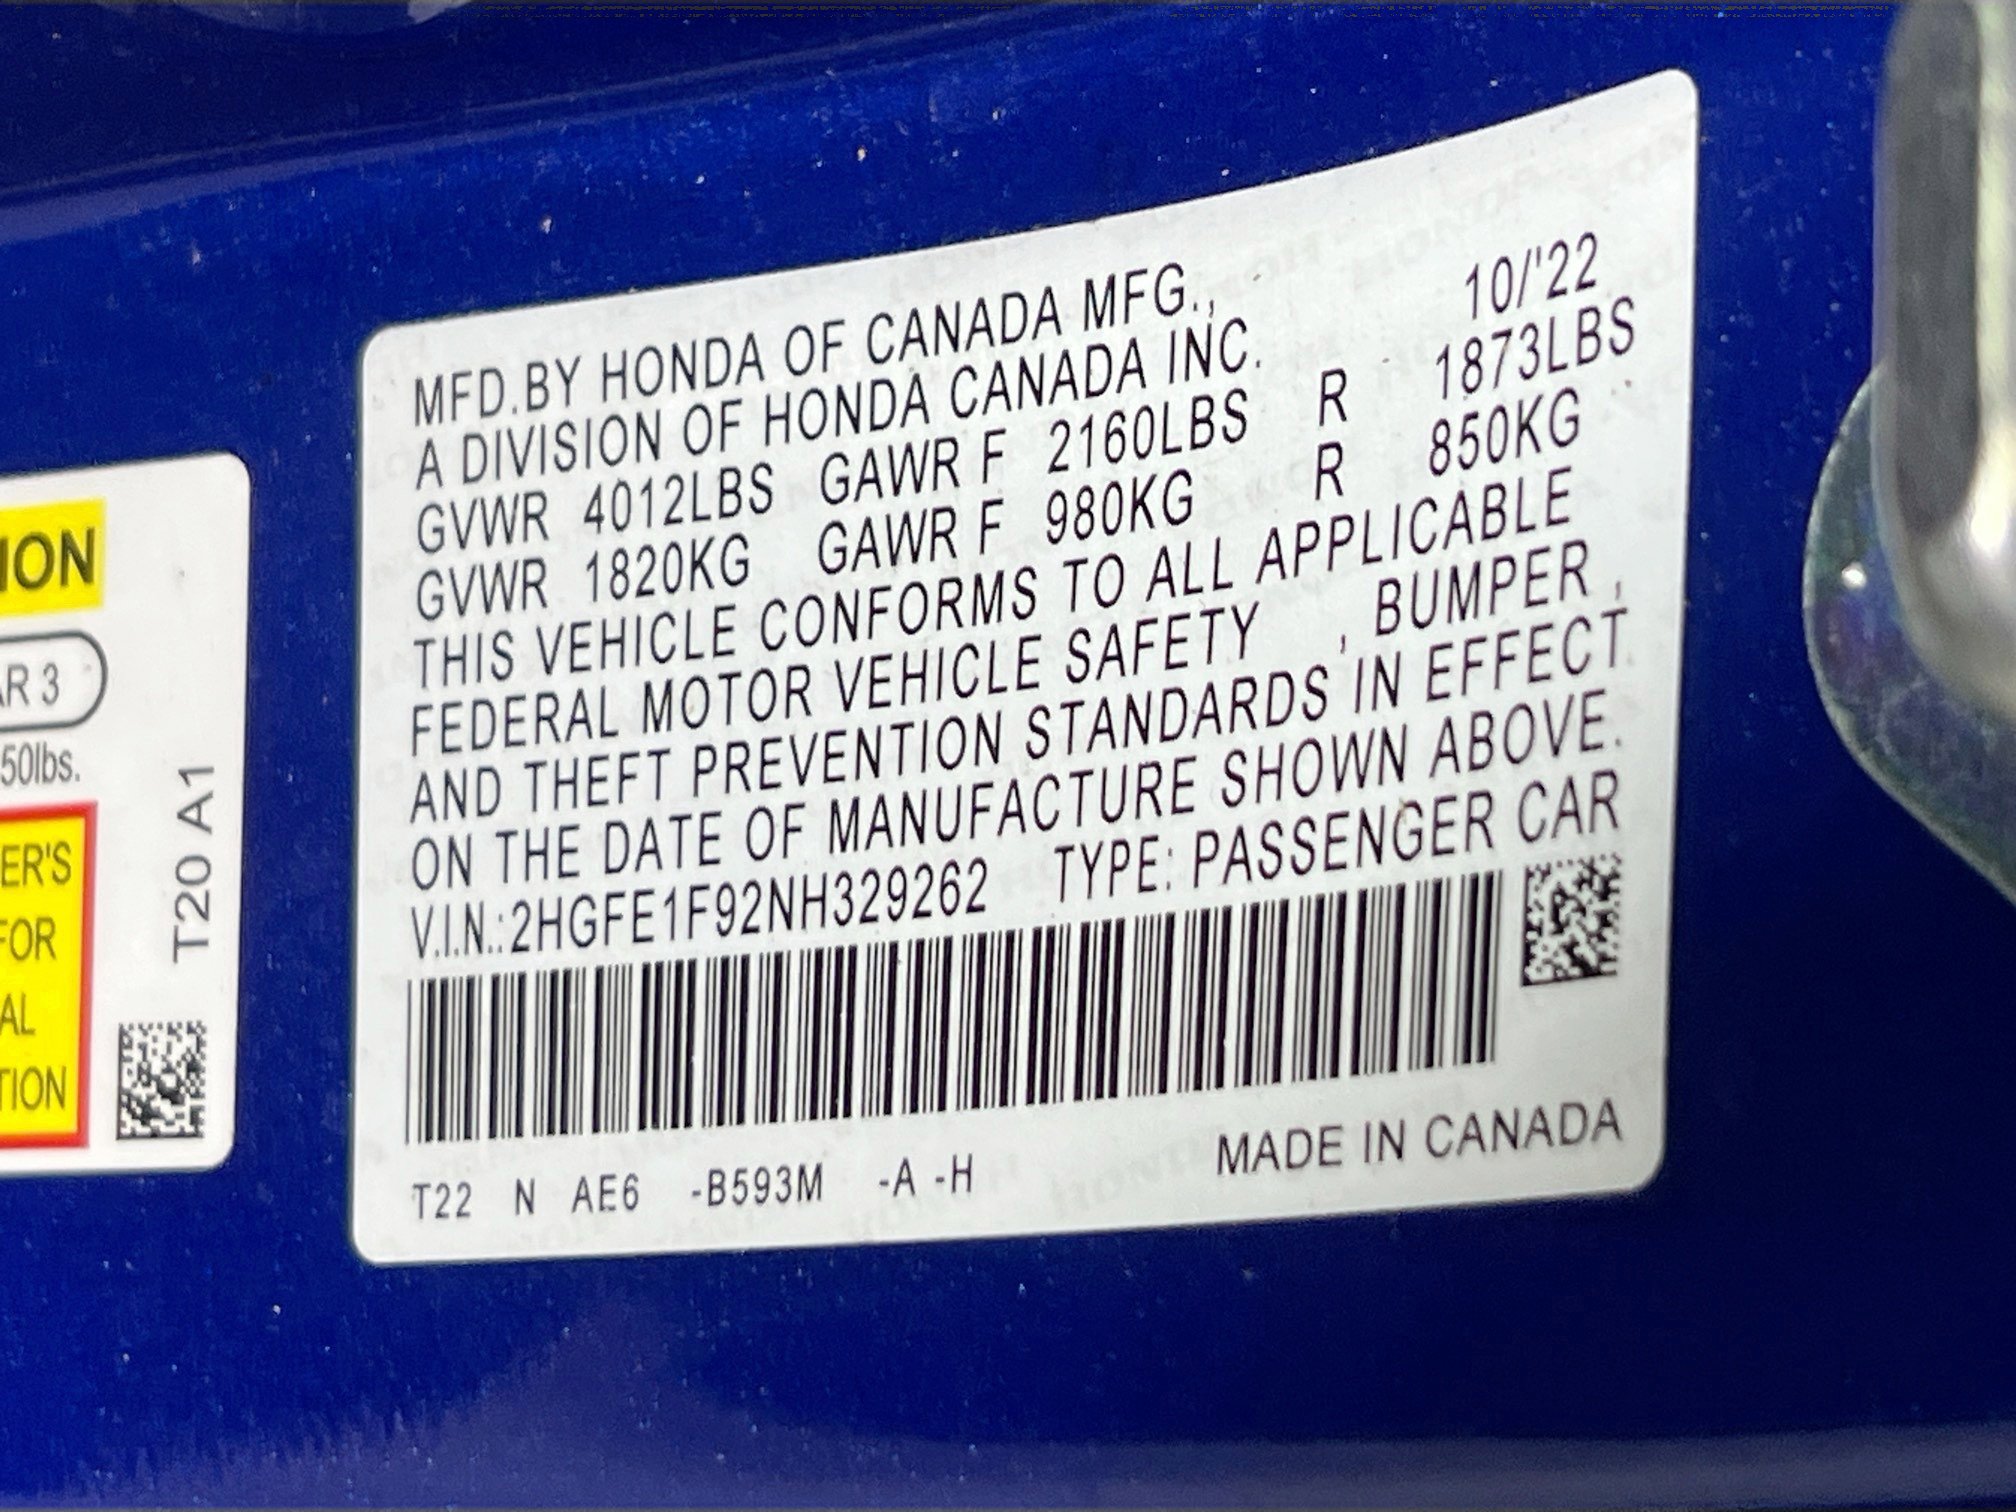 ION
AR 3
50lbs.
ER'S
FOR
AL
TION
T20 A1
MFD.BY HONDA OF CANADA MFG., 10/'22
A DIVISION OF HONDA CANADA INC.
GVWR 4012LBS GAWR F 2160LBS R 1873LBS
GVWR 1820KG GAWR F 980KG R 850KG
THIS VEHICLE CONFORMS TO ALL APPLICABLE
FEDERAL MOTOR VEHICLE SAFETY , BUMPER ,
AND THEFT PREVENTION STANDARDS IN EFFECT
ON THE DATE OF MANUFACTURE SHOWN ABOVE.
V.I.N.:2HGFE1F92NH329262 TYPE: PASSENGER CAR
T22 N AE6 -B593M -A -H MADE IN CANADA